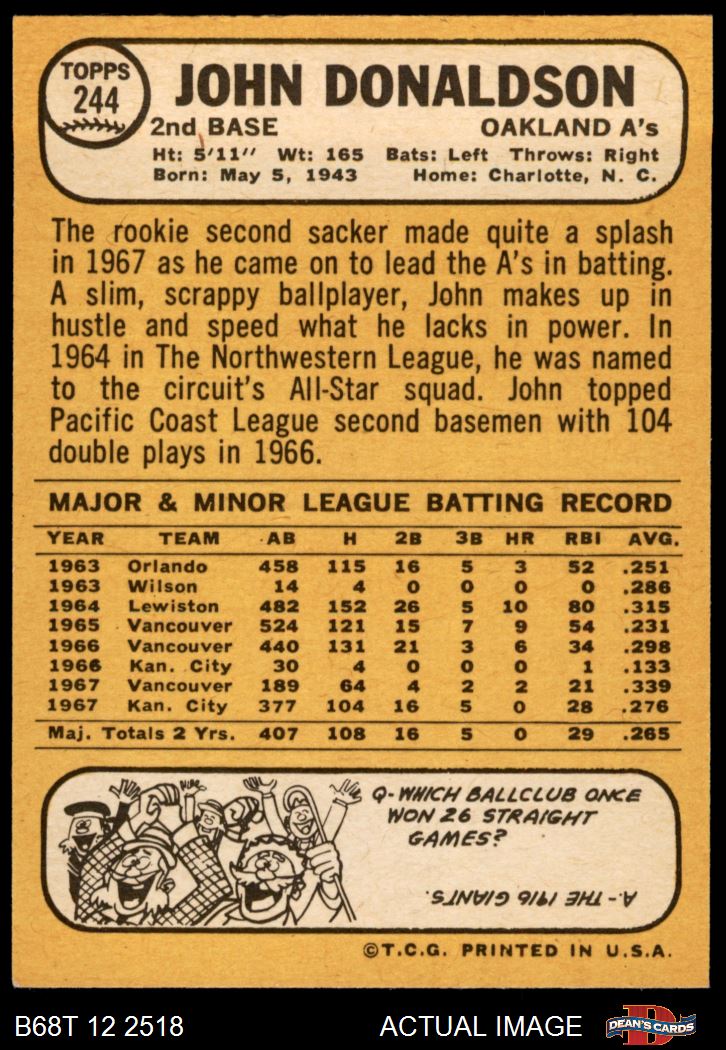 TOPPS
244
JOHN DONALDSON
2nd BASE OAKLAND A's
Ht: 5'11" Wt: 165 Bats: Left Throws: Right
Born: May 5, 1943 Home: Charlotte, N. C.
The rookie second sacker made quite a splash
in 1967 as he came on to lead the A's in batting.
A slim, scrappy ballplayer, John makes up in
hustle and speed what he lacks in power. In
1964 in The Northwestern League, he was named
to the circuit's All-Star squad. John topped
Pacific Coast League second basemen with 104
double plays in 1966.
MAJOR & MINOR LEAGUE BATTING RECORD
YEAR TEAM AB H 2B 3B HR RBI AVG.
1963 Orlando 458 115 16 5 3 52 .251
1963 Wilson 14 4 0 0 0 0 .286
1964 Lewiston 482 152 26 5 10 80 .315
1965 Vancouver 524 121 15 7 9 54 .231
1966 Vancouver 440 131 21 3 6 34 .298
1966 Kan. City 30 4 0 0 0 1 .133
1967 Vancouver 189 64 4 2 2 21 .339
1967 Kan. City 377 104 16 5 0 28 .276
Maj. Totals 2 Yrs. 407 108 16 5 0 29 .265
Q-WHICH BALLCLUB ONCE
WON 26 STRAIGHT
GAMES?
A-.THE 1916 GIANTS.
©T.C.G. PRINTED IN U.S.A.
B68T 12 2518 ACTUAL IMAGE DEAN'S CARDS